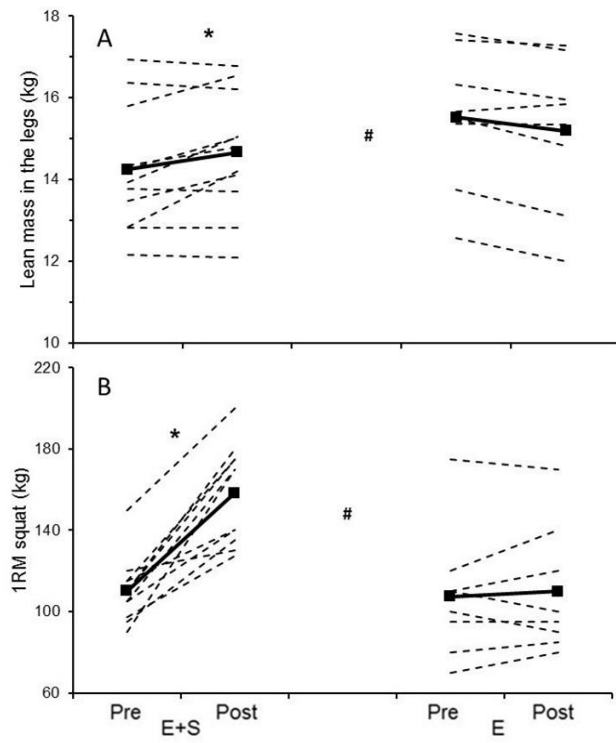 18
A
*
16
Lean mass in the legs (kg)
#
14
12
10
220
B
180
*
1RM squat (kg)
140
#
100
60
Pre Post Pre Post
E+S E